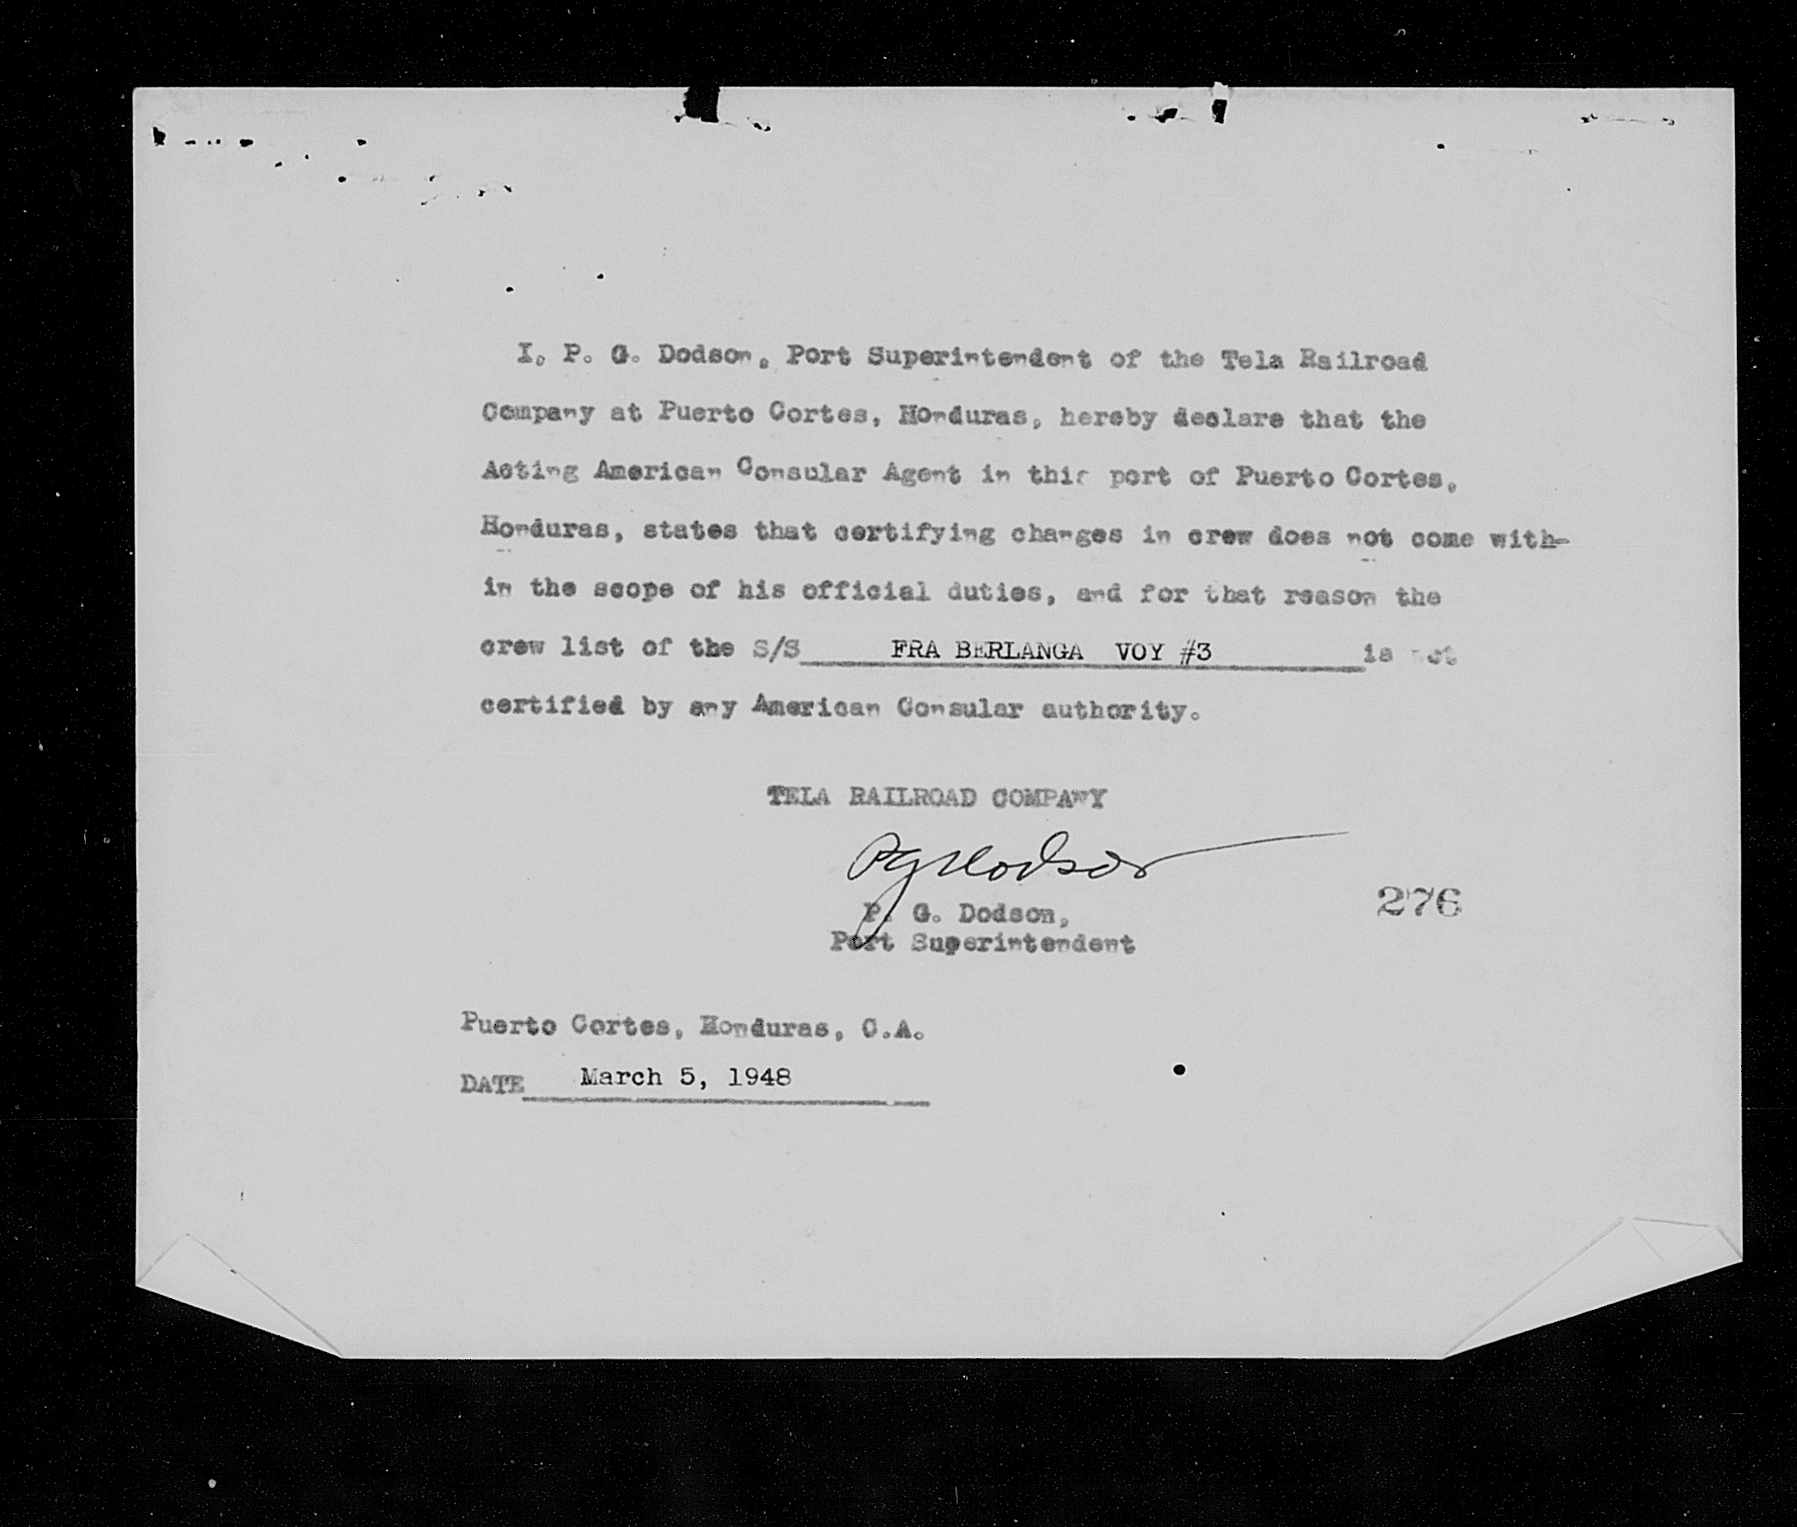 I, P. G. Dodson, Port Superintendent of the Tela Railroad
Company at Puerto Cortes, Honduras, hereby declare that the
Acting American Consular Agent in this port of Puerto Cortes,
Honduras, states that certifying changes in crew does not come with-
in the scope of his official duties, and for that reason the
crew list of the S/S FRA BERLANGA VOY #3 is not
certified by any American Consular authority.
TELA RAILROAD COMPANY
PG Dodson
P. G. Dodson,
276
Port Superintendent
Puerto Cortes, Honduras, C.A.
DATE March 5, 1948